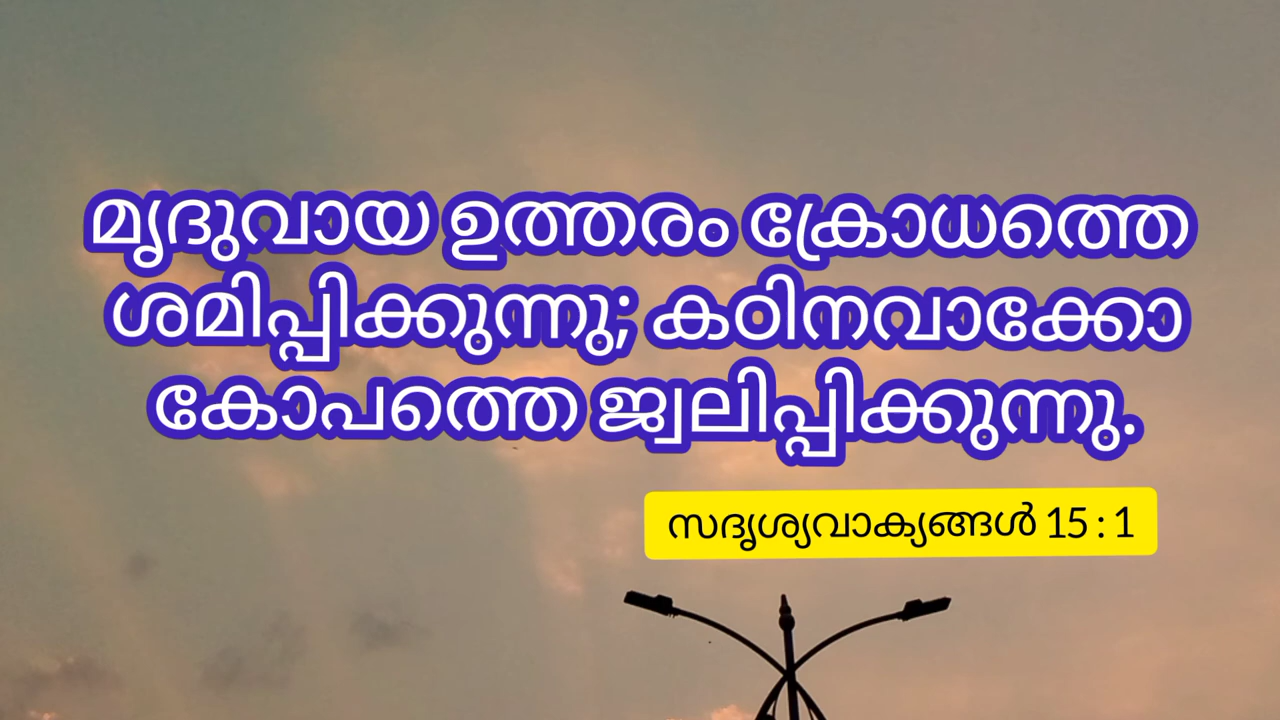 മൃദുവായ ഉത്തരം ക്രോധത്തെ
ശമിപ്പിക്കുന്നു; കഠിനവാക്കോ
കോപത്തെ ജ്വലിപ്പിക്കുന്നു.
സദൃശ്യവാക്യങ്ങൾ 15 : 1